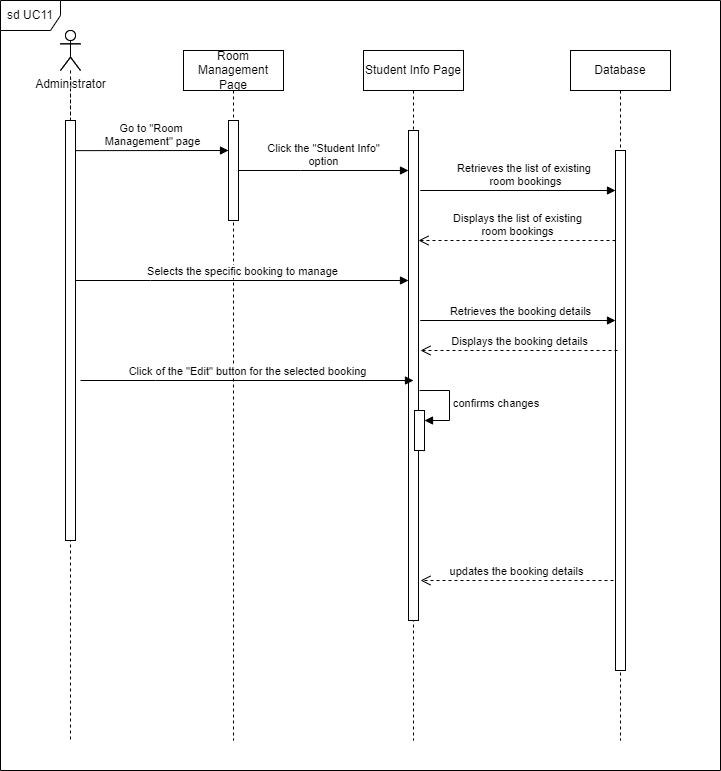 sd UC11
Administrator
Room
Management
Page
Student Info Page
Database
Go to "Room
Management" page
Click the "Student Info"
option
Retrieves the list of existing
room bookings
Displays the list of existing
room bookings
Selects the specific booking to manage
Retrieves the booking details
Displays the booking details
Click of the "Edit" button for the selected booking
confirms changes
updates the booking details